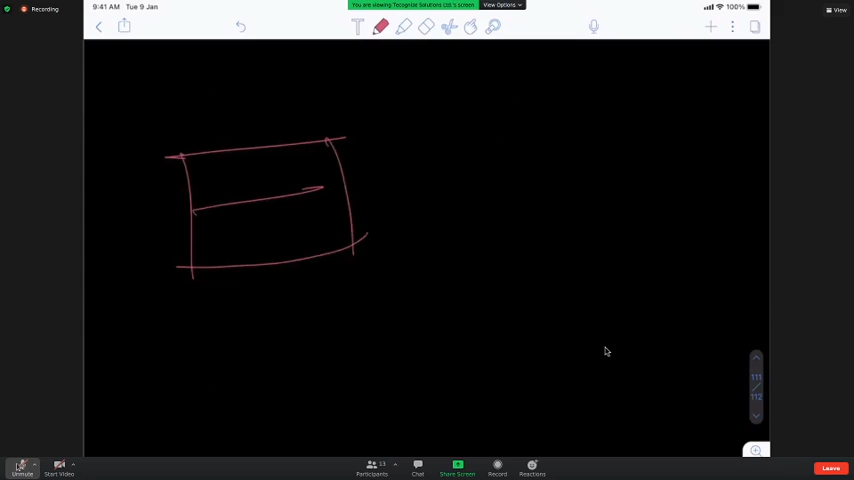 Recording
9:41 AM Tue 9 Jan
You are viewing Tecognize Solutions Ltd.'s screen
View Options
100%
View
T
111
112
Unmute
Start Video
13
Participants
Chat
Share Screen
Record
Reactions
Leave